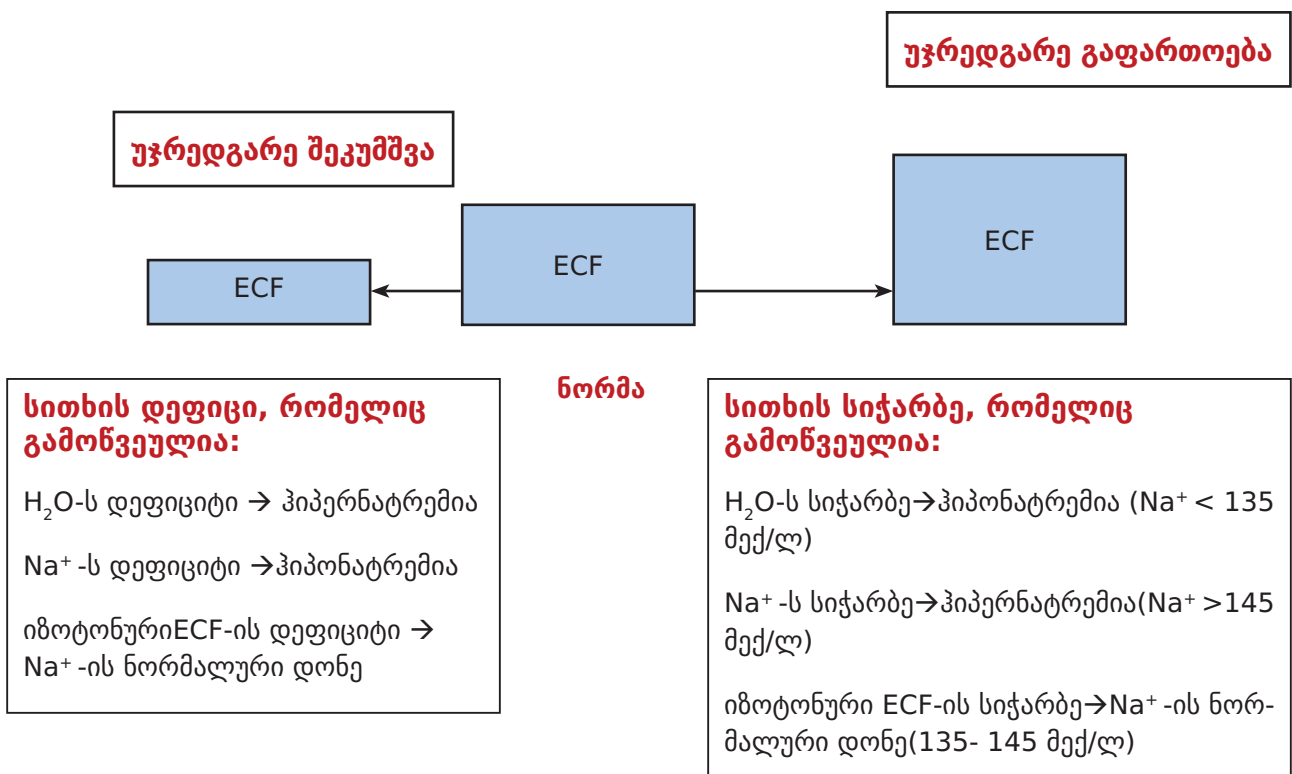 უჯრედგარე გაფართოება
უჯრედგარე შეკუმშვა
ECF
ECF
ECF
ნორმა
სითხის დეფიცი, რომელიც
გამოწვეულია:
H₂O-ს დეფიციტი → ჰიპერნატრემია
Na⁺ -ს დეფიციტი →ჰიპონატრემია
იზოტონურიECF-ის დეფიციტი →
Na⁺ -ის ნორმალური დონე
სითხის სიჭარბე, რომელიც
გამოწვეულია:
H₂O-ს სიჭარბე→ჰიპონატრემია (Na⁺ < 135
მექ/ლ)
Na⁺ -ს სიჭარბე→ჰიპერნატრემია(Na⁺ >145
მექ/ლ)
იზოტონური ECF-ის სიჭარბე→Na⁺ -ის ნორ-
მალური დონე(135- 145 მექ/ლ)